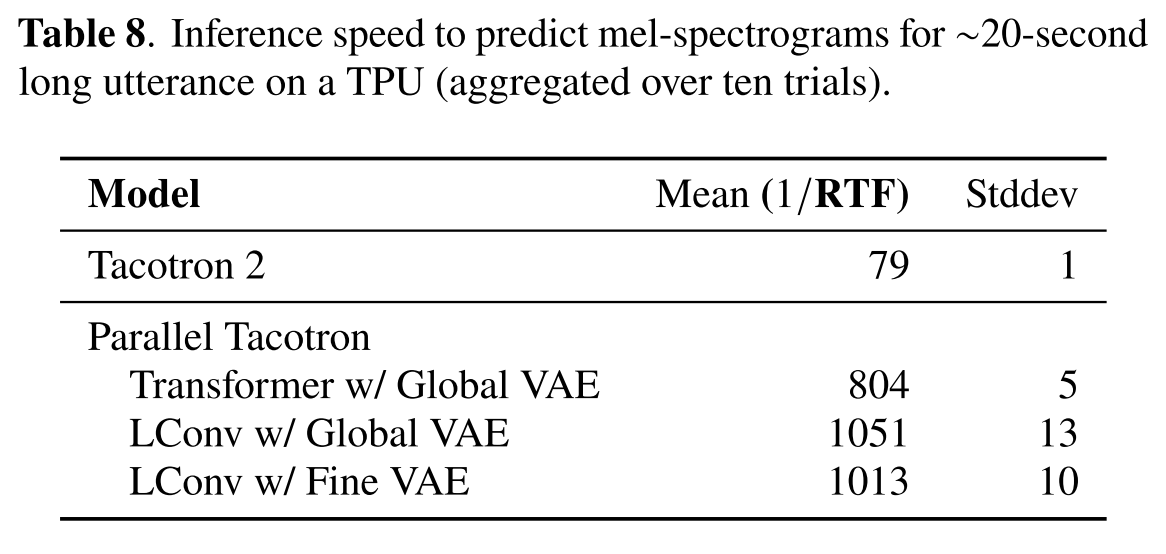 Table 8. Inference speed to predict mel-spectrograms for ~20-second
long utterance on a TPU (aggregated over ten trials).
Model Mean (1/RTF) Stddev
Tacotron 2 79 1
Parallel Tacotron
Transformer w/ Global VAE 804 5
LConv w/ Global VAE 1051 13
LConv w/ Fine VAE 1013 10